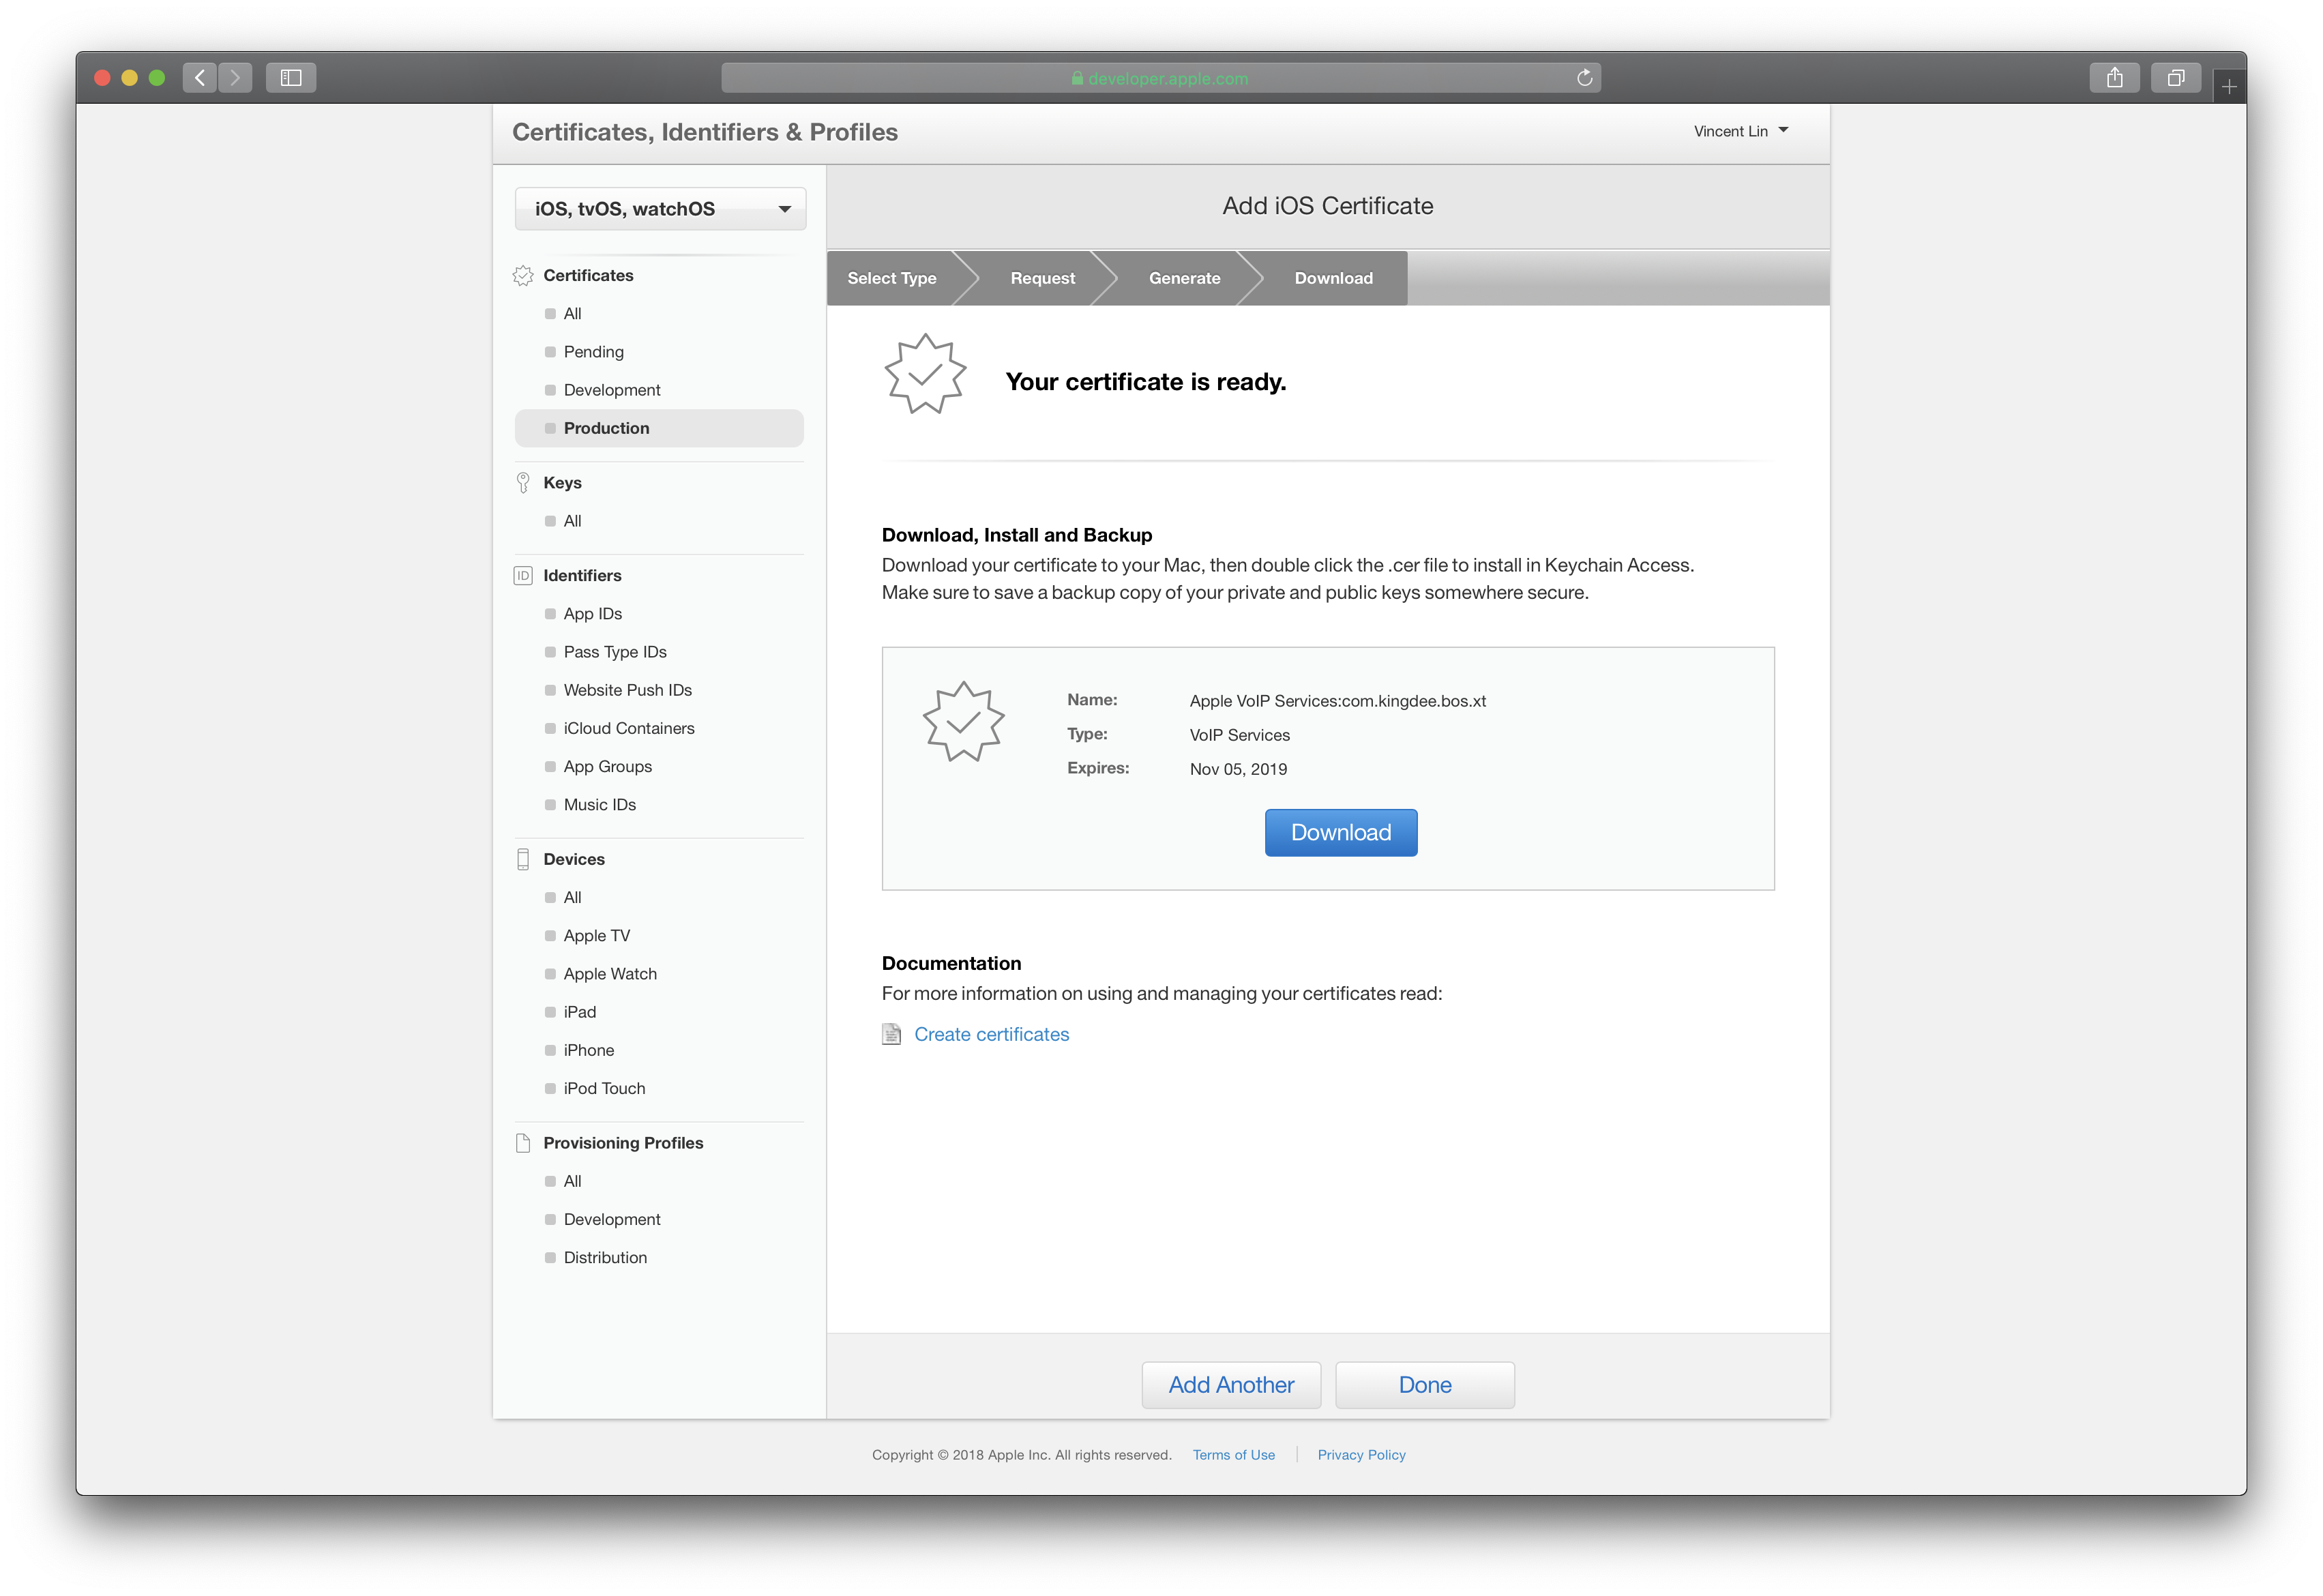 developer.apple.com
Certificates, Identifiers & Profiles
Vincent Lin
iOS, tvOS, watchOS
Certificates
All
Pending
Development
Production
Keys
All
ID Identifiers
App IDs
Pass Type IDs
Website Push IDs
iCloud Containers
App Groups
Music IDs
Devices
All
Apple TV
Apple Watch
iPad
iPhone
iPod Touch
Provisioning Profiles
All
Development
Distribution
Add iOS Certificate
Select Type Request Generate Download
Your certificate is ready.
Download, Install and Backup
Download your certificate to your Mac, then double click the .cer file to install in Keychain Access.
Make sure to save a backup copy of your private and public keys somewhere secure.
Name: Apple VoIP Services:com.kingdee.bos.xt
Type: VoIP Services
Expires: Nov 05, 2019
Download
Documentation
For more information on using and managing your certificates read:
Create certificates
Add Another Done
Copyright © 2018 Apple Inc. All rights reserved. Terms of Use Privacy Policy